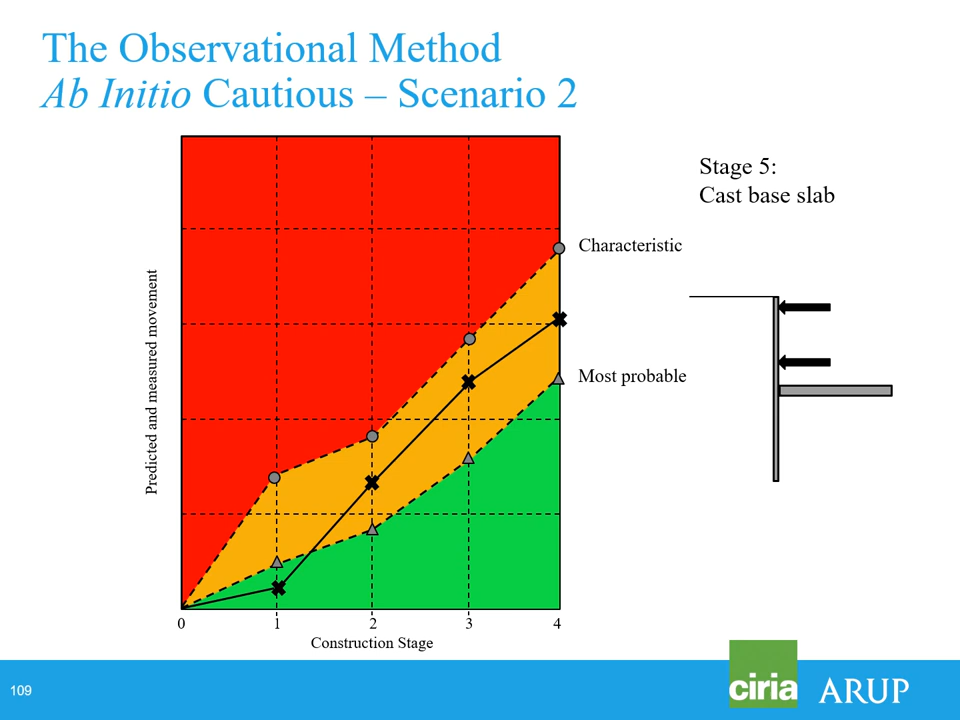 The Observational Method
Ab Initio Cautious – Scenario 2
Stage 5:
Cast base slab
Characteristic
Most probable
Predicted and measured movement
0 1 2 3 4
Construction Stage
109
ciria
ARUP